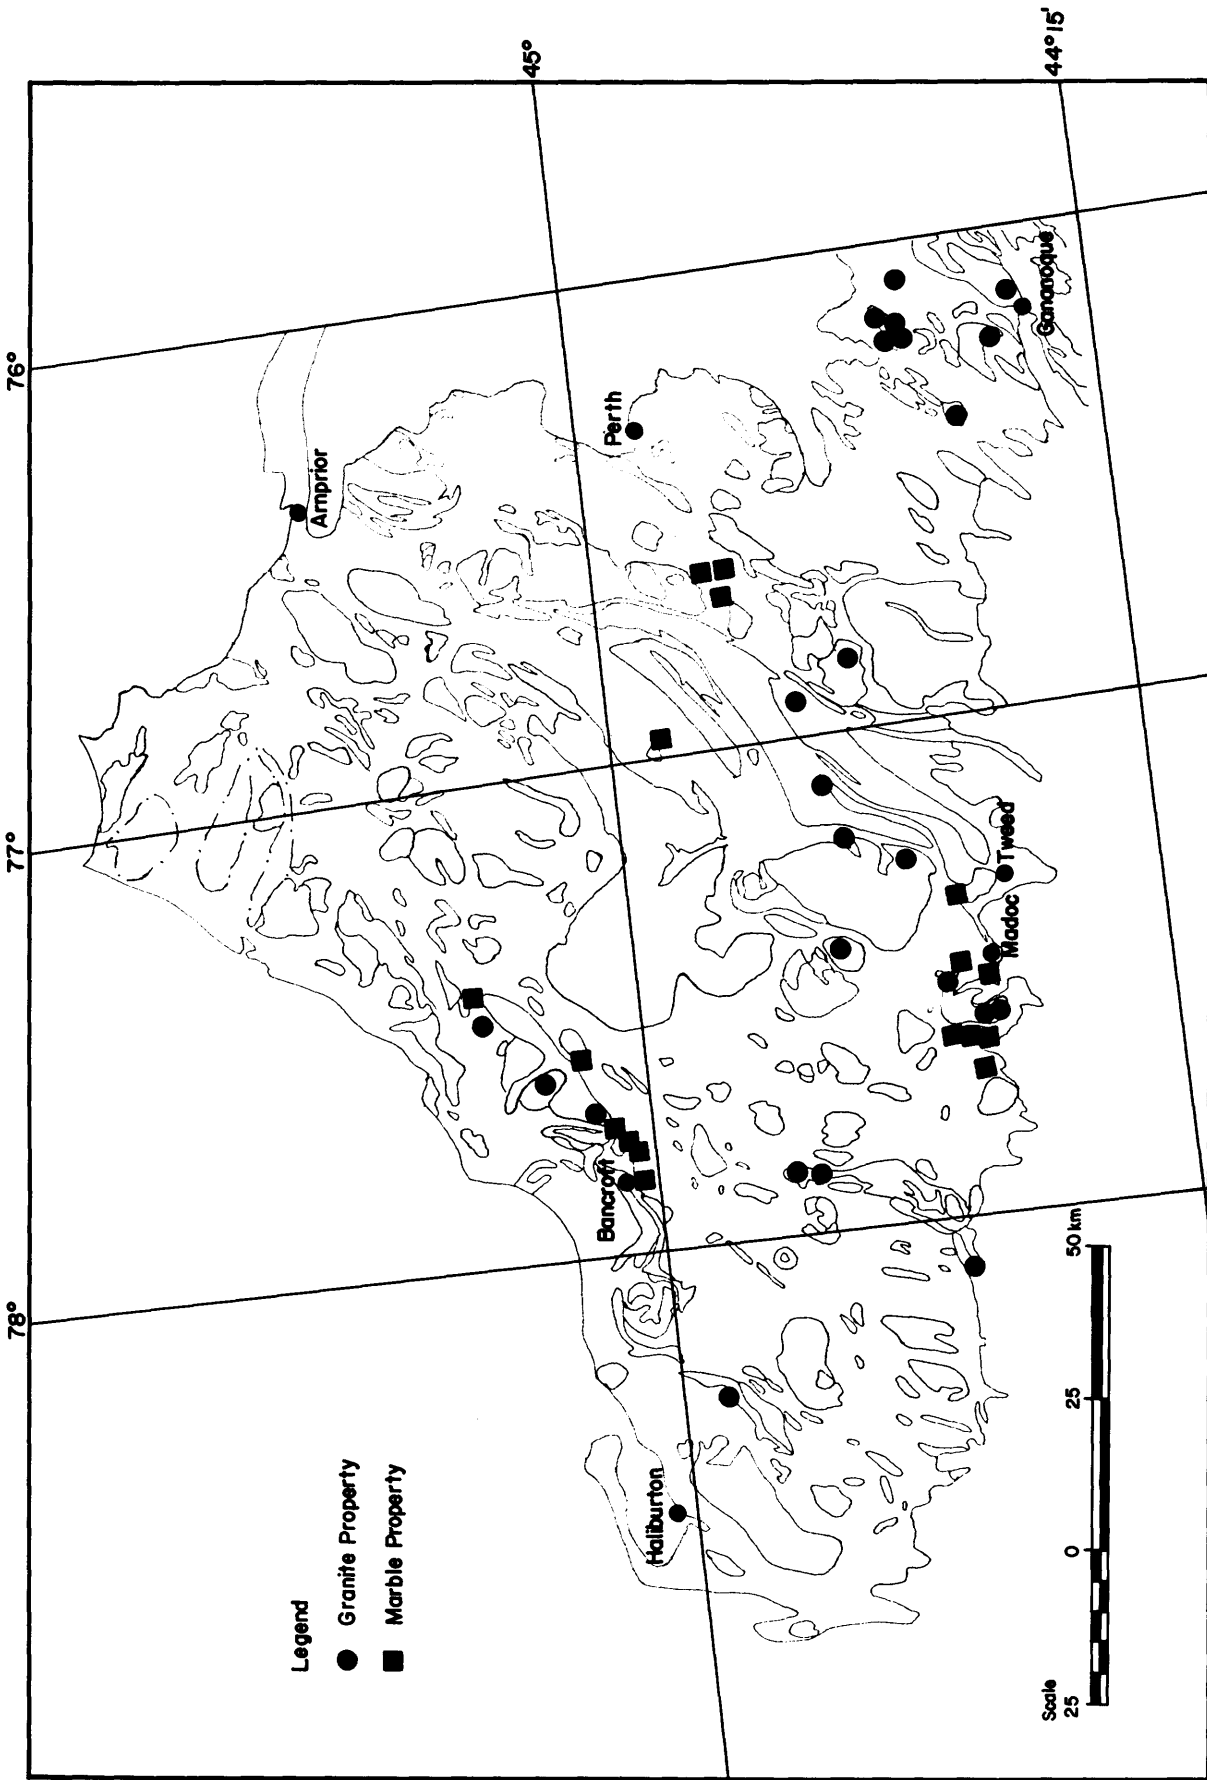 78°
77°
76°
45°
44° 15'
Arnprior
Perth
Bancroft
Haliburton
Madoc
Tweed
Gananoque
Legend
Granite Property
Marble Property
Scale
25 0 25 50 km